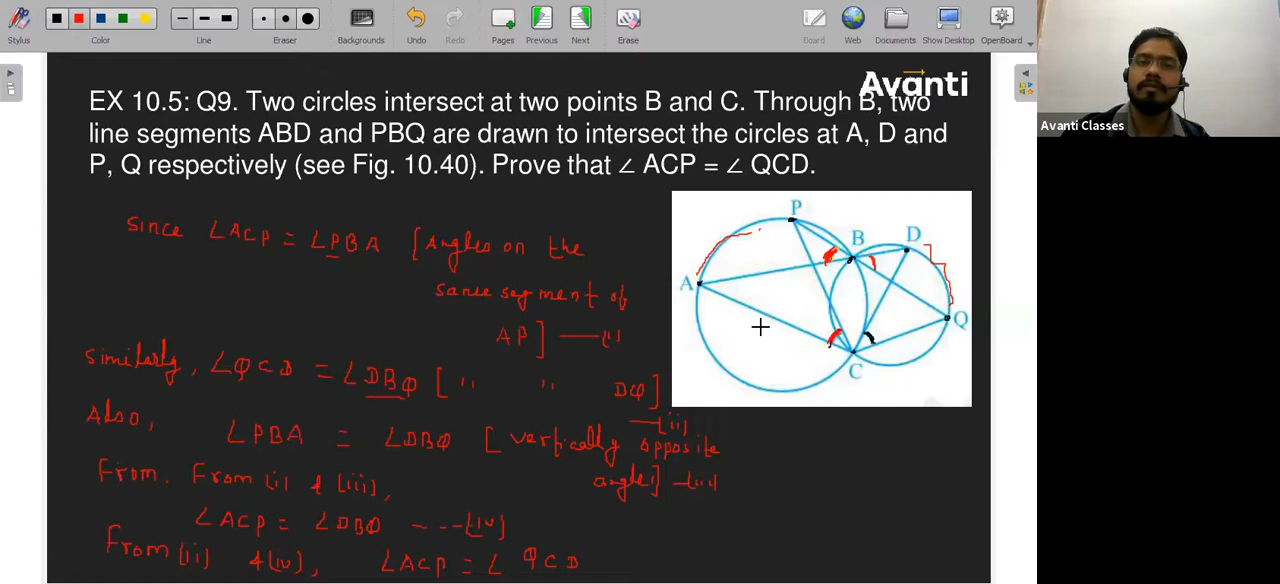 Stylus
Color
Line
Eraser
Backgrounds
Undo
Redo
Pages
Previous
Next
Erase
Board
Web
Documents
Show Desktop
OpenBoard
Avanti
Avanti Classes
EX 10.5: Q9. Two circles intersect at two points B and C. Through B, two
line segments ABD and PBQ are drawn to intersect the circles at A, D and
P, Q respectively (see Fig. 10.40). Prove that ∠ ACP = ∠ QCD.
P
B
D
A
Q
C
Since ∠ACP = ∠PBA [Angles on the
same segment of
AP] —(i)
Similarly, ∠QCD = ∠DBQ [ " " DQ]
—(ii)
Also, ∠PBA = ∠DBQ [vertically opposite
angle] —(iii)
From. From (i) & (iii),
∠ACP = ∠DBQ ---(iv)
From (ii) & (iv), ∠ACP = ∠QCD